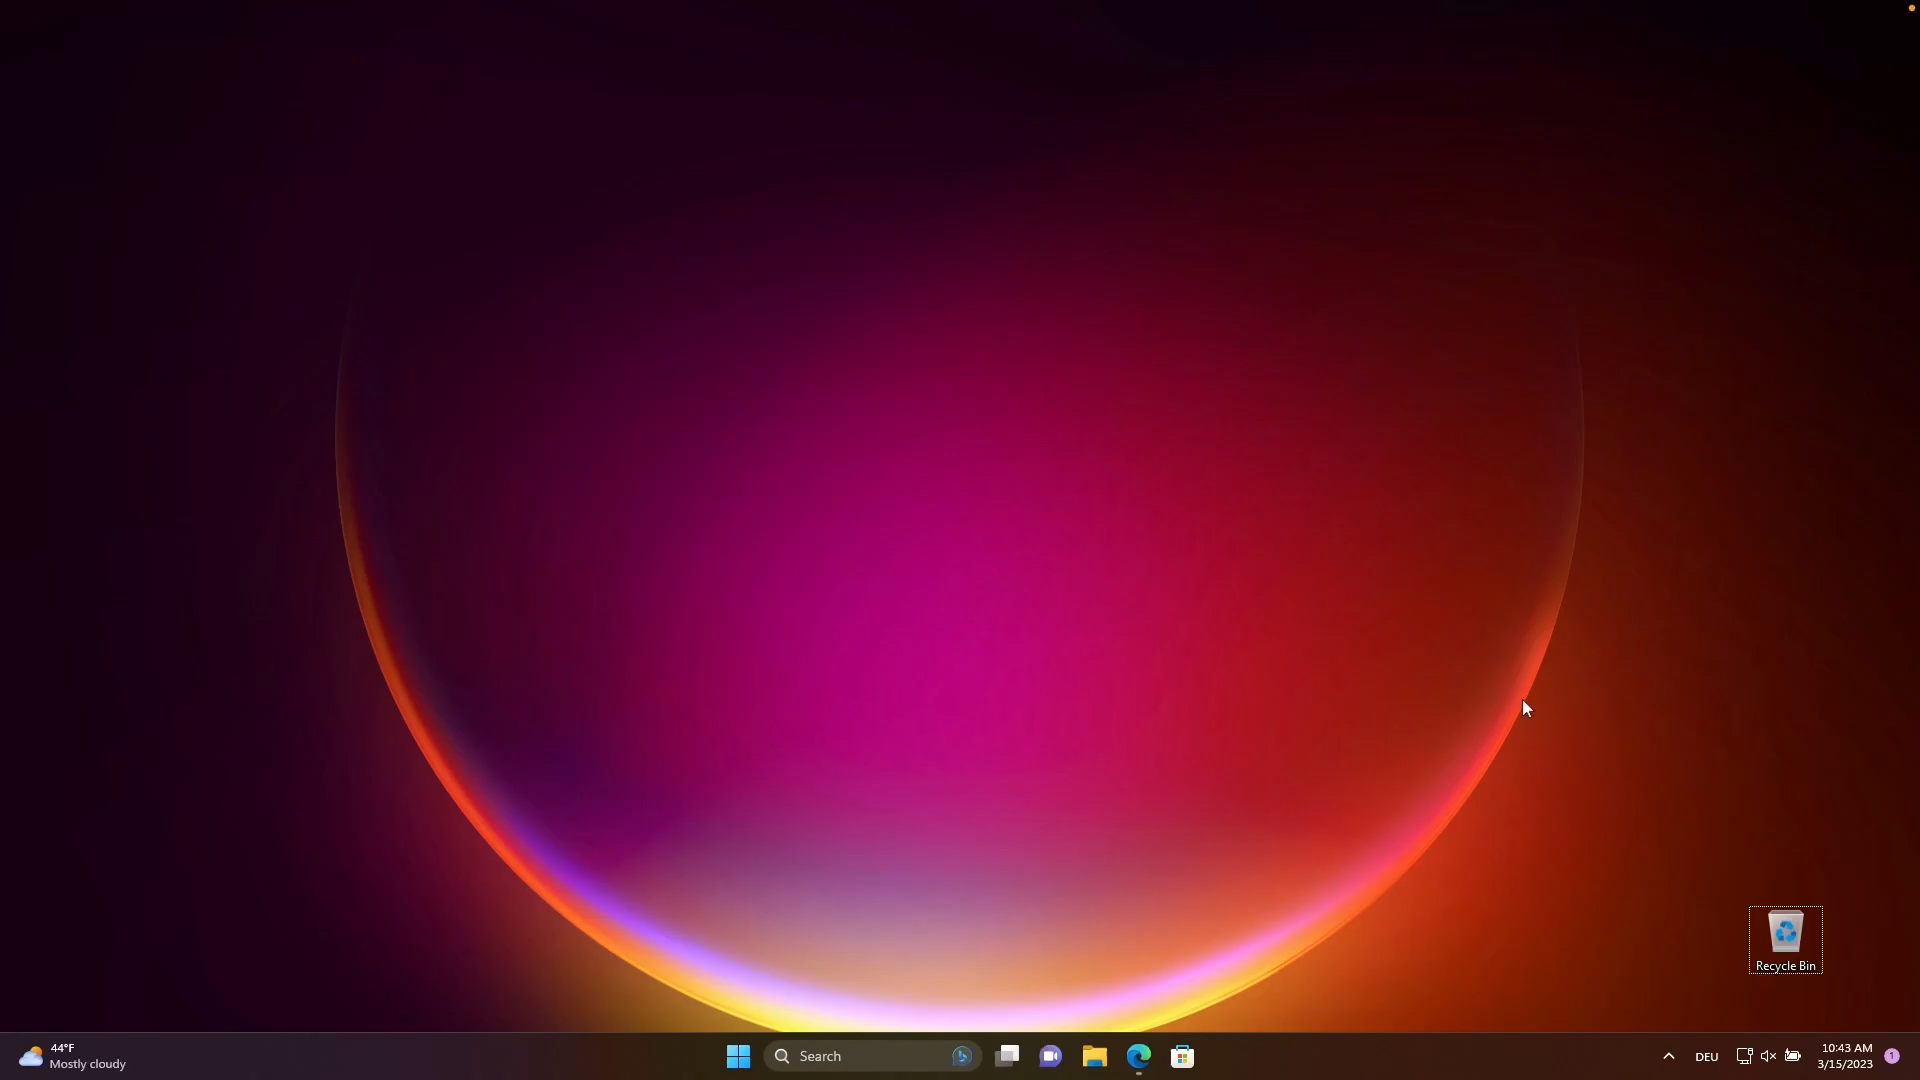 Recycle Bin
44°F
Mostly cloudy
Search
DEU
10:43 AM
3/15/2023
1